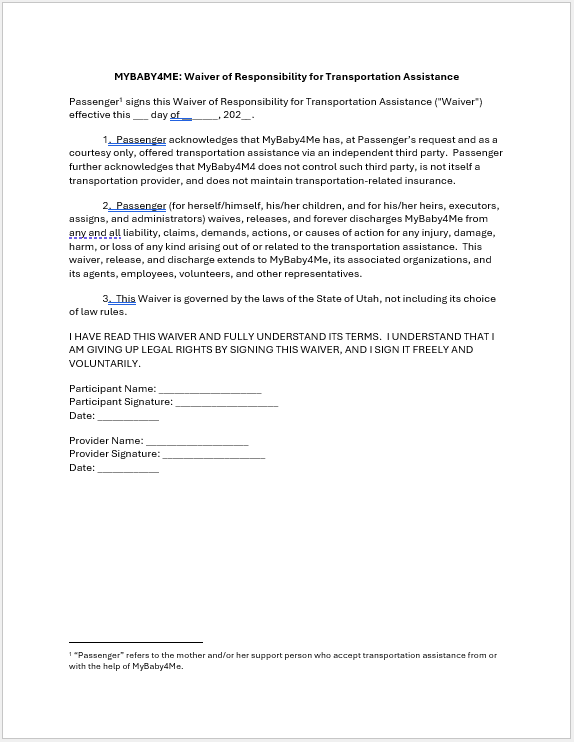 MYBABY4ME: Waiver of Responsibility for Transportation Assistance
Passenger¹ signs this Waiver of Responsibility for Transportation Assistance ("Waiver")
effective this ___ day of_______, 202__.
1. Passenger acknowledges that MyBaby4Me has, at Passenger's request and as a
courtesy only, offered transportation assistance via an independent third party. Passenger
further acknowledges that MyBaby4M4 does not control such third party, is not itself a
transportation provider, and does not maintain transportation-related insurance.
2. Passenger (for herself/himself, his/her children, and for his/her heirs, executors,
assigns, and administrators) waives, releases, and forever discharges MyBaby4Me from
any and all liability, claims, demands, actions, or causes of action for any injury, damage,
harm, or loss of any kind arising out of or related to the transportation assistance. This
waiver, release, and discharge extends to MyBaby4Me, its associated organizations, and
its agents, employees, volunteers, and other representatives.
3. This Waiver is governed by the laws of the State of Utah, not including its choice
of law rules.
I HAVE READ THIS WAIVER AND FULLY UNDERSTAND ITS TERMS. I UNDERSTAND THAT I
AM GIVING UP LEGAL RIGHTS BY SIGNING THIS WAIVER, AND I SIGN IT FREELY AND
VOLUNTARILY.
Participant Name: ____________________
Participant Signature: ____________________
Date: ____________
Provider Name: ____________________
Provider Signature: ____________________
Date: ____________
¹ "Passenger" refers to the mother and/or her support person who accept transportation assistance from or
with the help of MyBaby4Me.